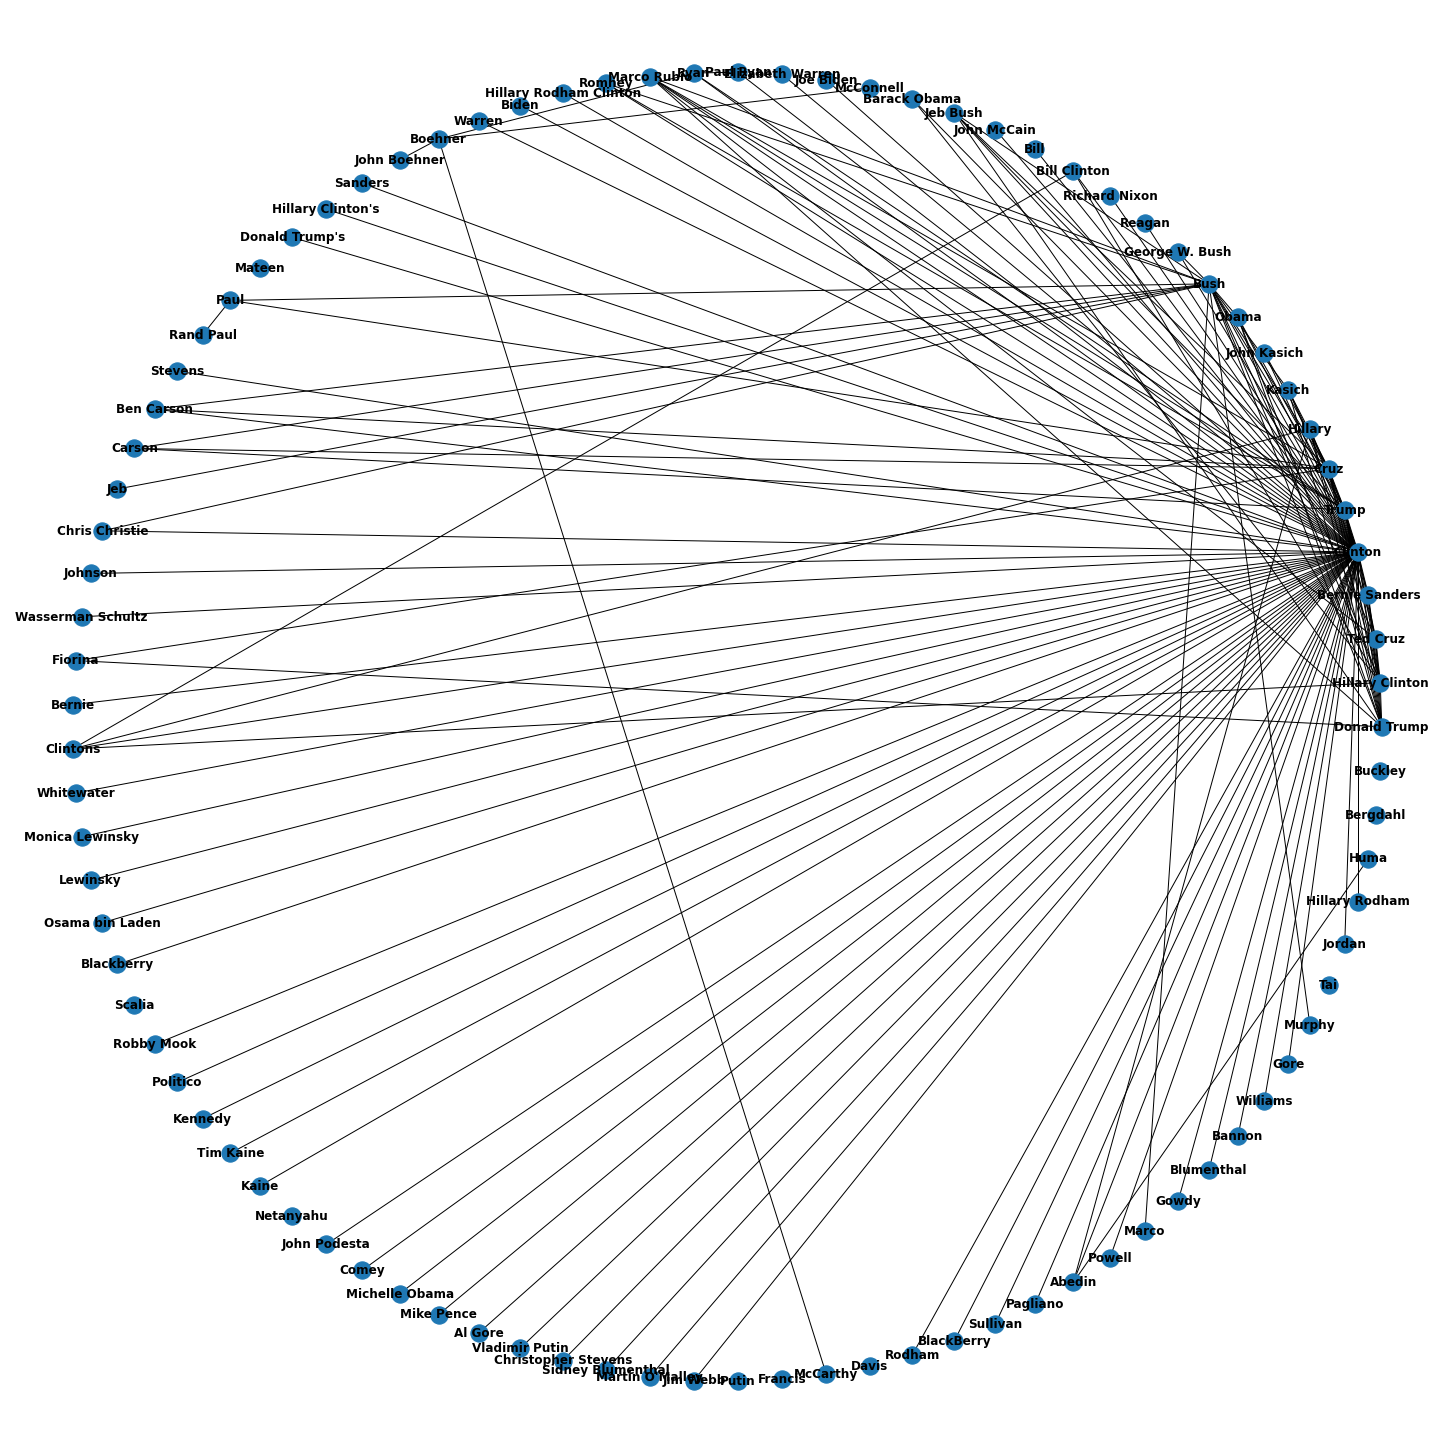 Marco Rubio
Ryan
Paul Ryan
Elizabeth Warren
Joe Biden
McConnell
Barack Obama
Jeb Bush
John McCain
Bill
Bill Clinton
Richard Nixon
Reagan
George W. Bush
Bush
Obama
John Kasich
Kasich
Hillary
Cruz
Trump
Clinton
Bernie Sanders
Ted Cruz
Hillary Clinton
Donald Trump
Buckley
Bergdahl
Huma
Hillary Rodham
Jordan
Tai
Murphy
Gore
Williams
Bannon
Blumenthal
Gowdy
Marco
Powell
Abedin
Pagliano
Sullivan
BlackBerry
Rodham
Davis
McCarthy
Francis
Putin
Jim Webb
Martin O'Malley
Sidney Blumenthal
Christopher Stevens
Vladimir Putin
Al Gore
Mike Pence
Michelle Obama
Comey
John Podesta
Netanyahu
Kaine
Tim Kaine
Kennedy
Politico
Robby Mook
Scalia
Blackberry
Osama bin Laden
Lewinsky
Monica Lewinsky
Whitewater
Clintons
Bernie
Fiorina
Wasserman Schultz
Johnson
Chris Christie
Jeb
Carson
Ben Carson
Stevens
Rand Paul
Paul
Mateen
Donald Trump's
Hillary Clinton's
Sanders
John Boehner
Boehner
Warren
Biden
Hillary Rodham Clinton
Romney